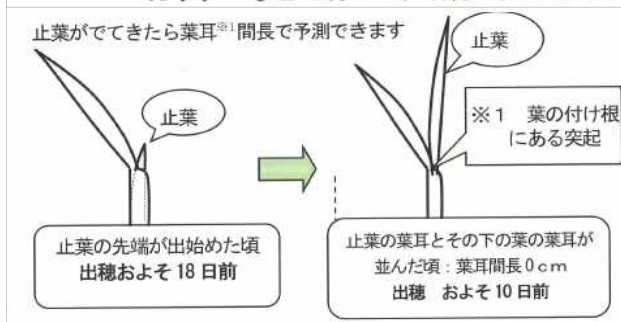 止葉がでてきたら葉耳※1間長で予測できます
止葉
止葉の先端が出始めた頃
出穂およそ18日前
止葉
※1 葉の付け根
にある突起
止葉の葉耳とその下の葉の葉耳が
並んだ頃：葉耳間長0cm
出穂 およそ10日前